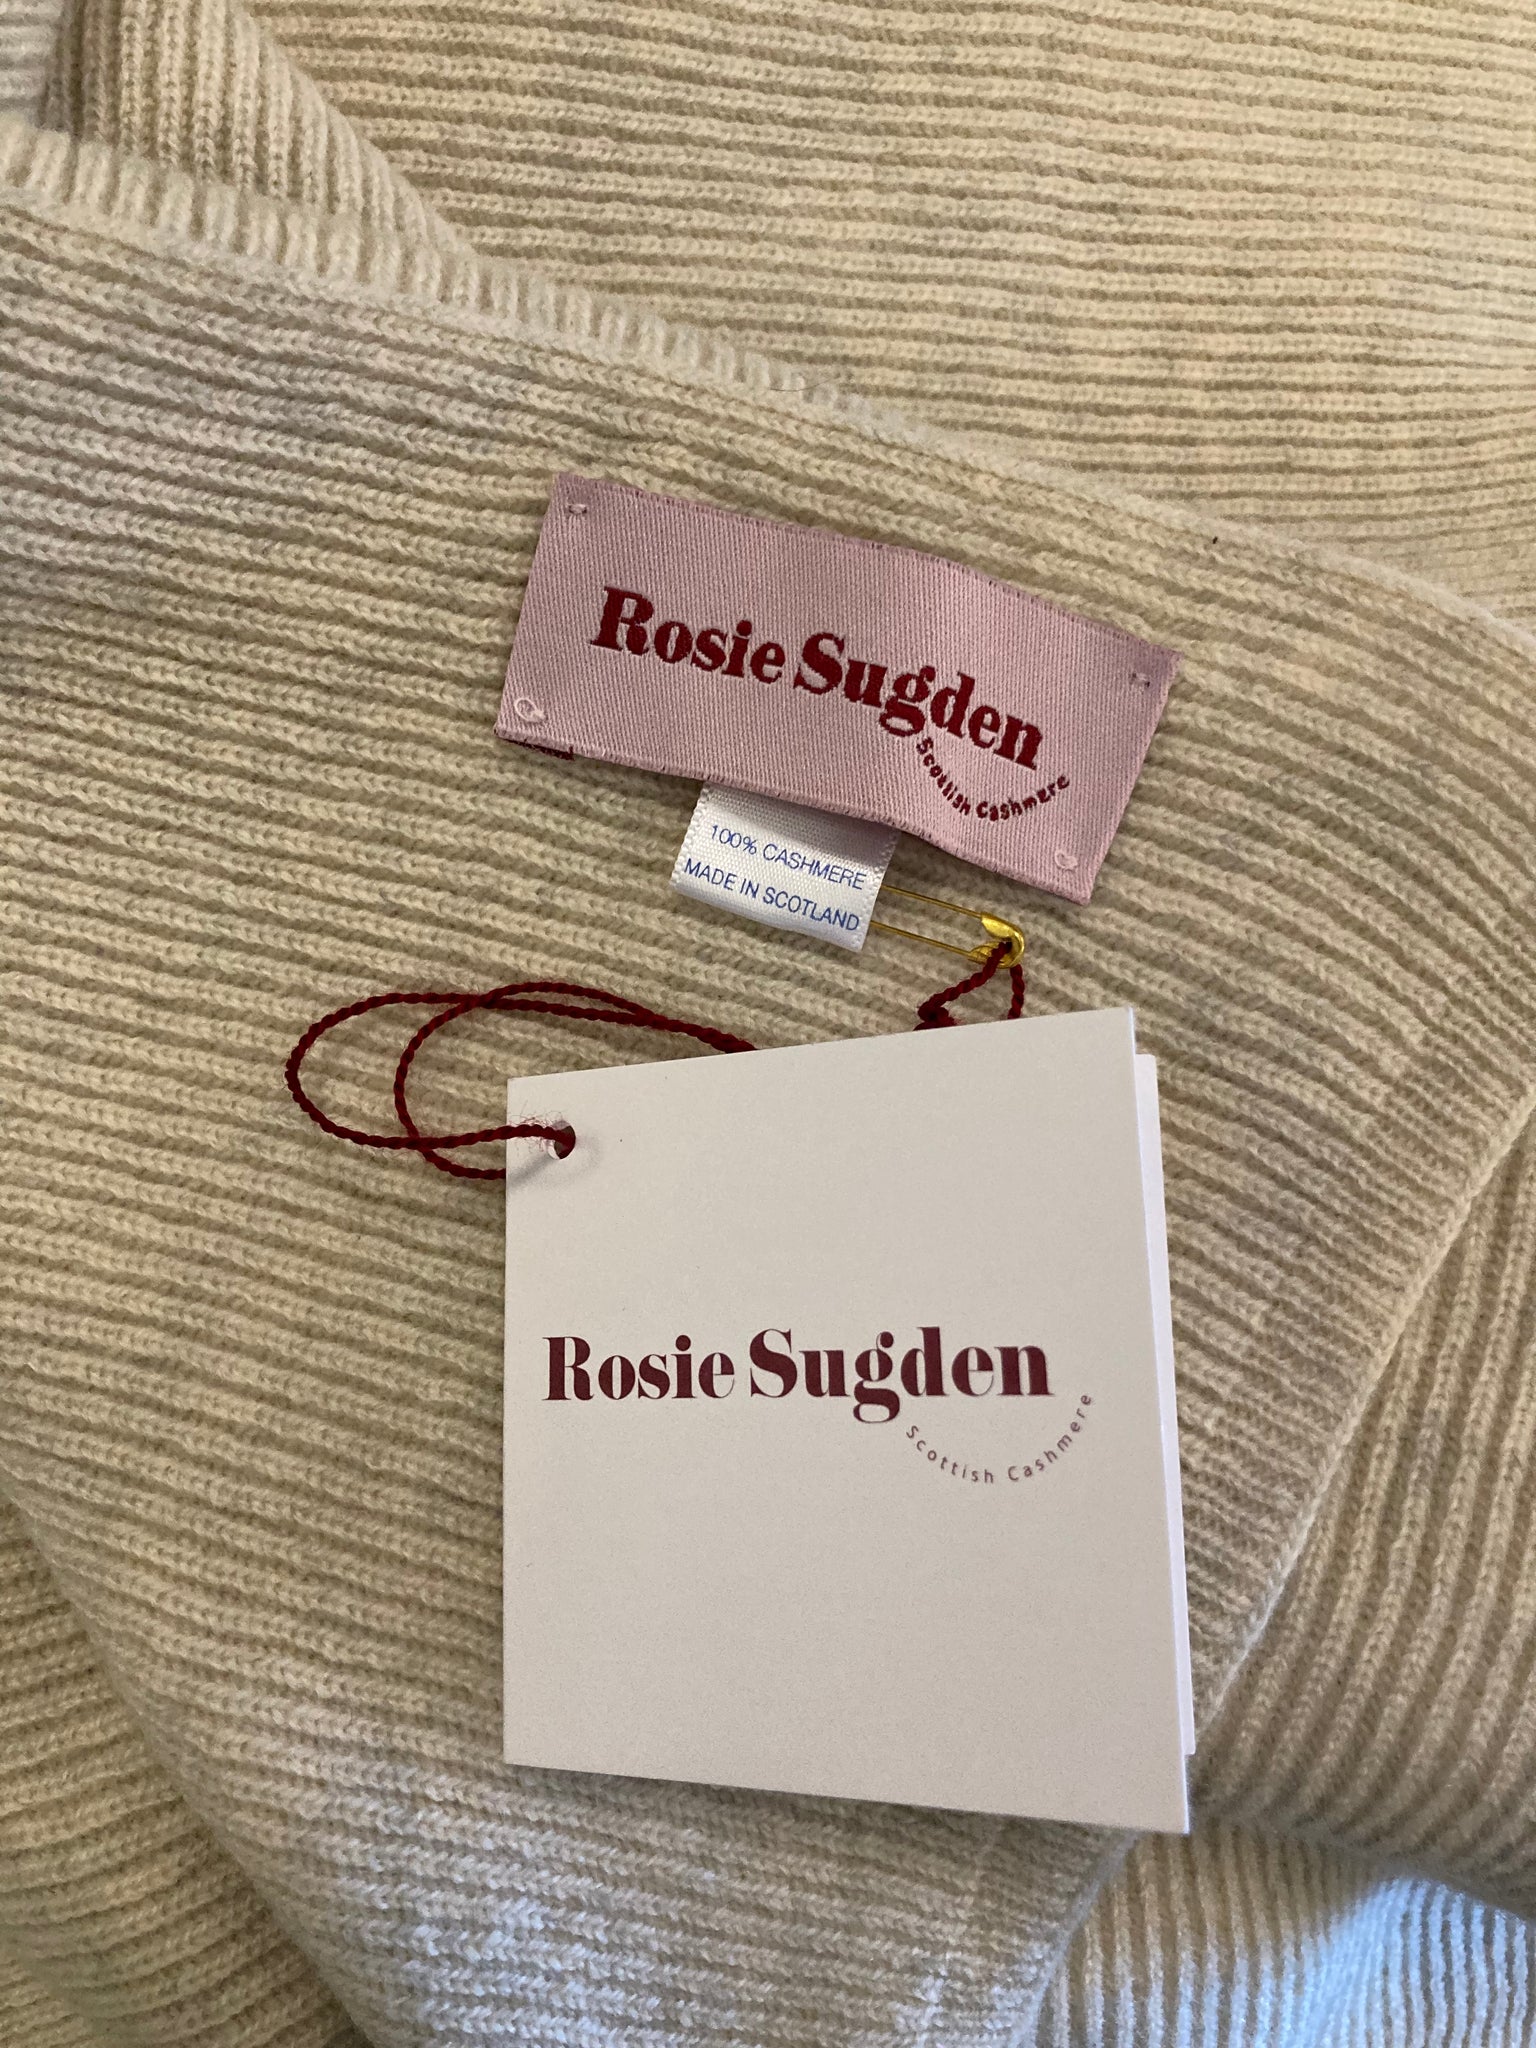 Rosie Sugden
Scottish Cashmere
100% CASHMERE
MADE IN SCOTLAND
Rosie Sugden
Scottish Cashmere